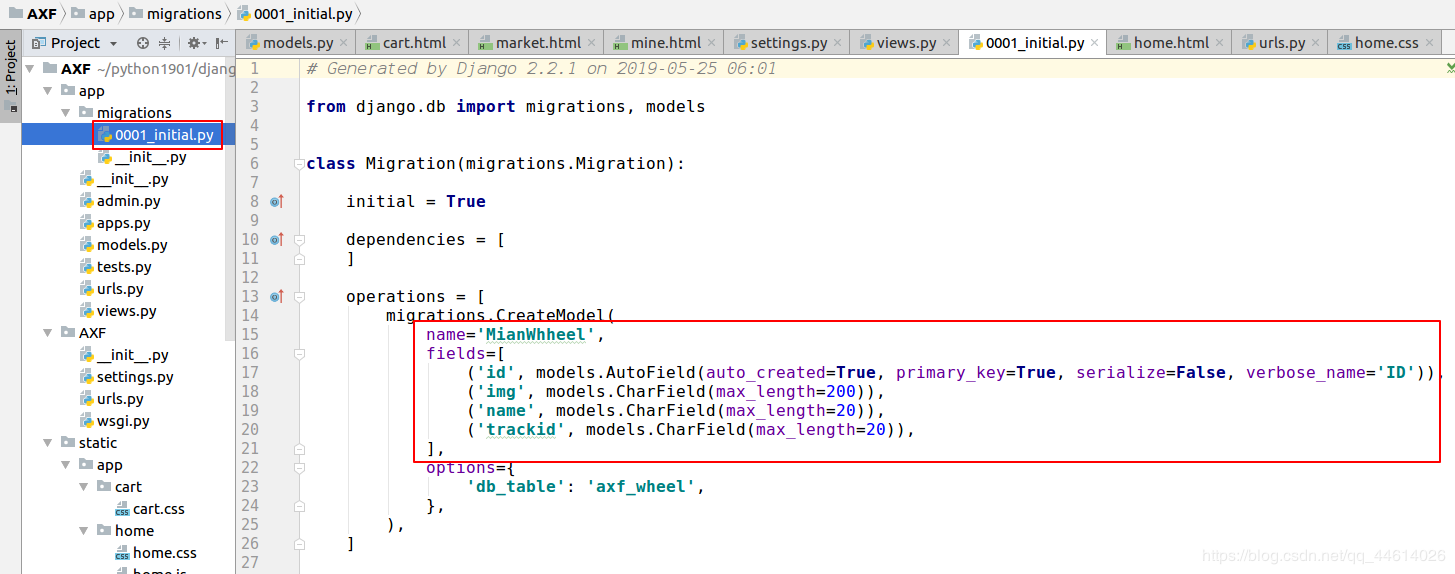 AXF app migrations 0001_initial.py
1: Project
Project
models.py cart.html market.html mine.html settings.py views.py 0001_initial.py home.html urls.py home.css
AXF ~/python1901/djang
app
migrations
0001_initial.py
__init__.py
__init__.py
admin.py
apps.py
models.py
tests.py
urls.py
views.py
AXF
__init__.py
settings.py
urls.py
wsgi.py
static
app
cart
cart.css
home
home.css
home.js
1 # Generated by Django 2.2.1 on 2019-05-25 06:01
2
3 from django.db import migrations, models
4
5
6 class Migration(migrations.Migration):
7
8 initial = True
9
10 dependencies = [
11 ]
12
13 operations = [
14 migrations.CreateModel(
15 name='MianWhheel',
16 fields=[
17 ('id', models.AutoField(auto_created=True, primary_key=True, serialize=False, verbose_name='ID')),
18 ('img', models.CharField(max_length=200)),
19 ('name', models.CharField(max_length=20)),
20 ('trackid', models.CharField(max_length=20)),
21 ],
22 options={
23 'db_table': 'axf_wheel',
24 },
25 ),
26 ]
27
https://blog.csdn.net/qq_44614026